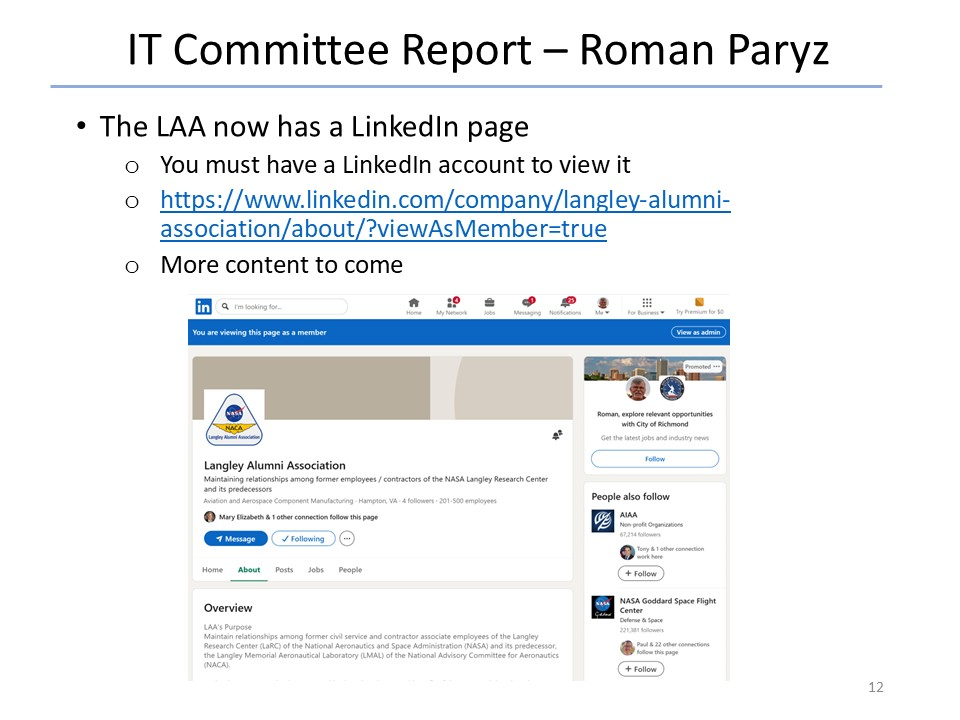 IT Committee Report – Roman Paryz
• The LAA now has a LinkedIn page
o You must have a LinkedIn account to view it
o https://www.linkedin.com/company/langley-alumni-
association/about/?viewAsMember=true
o More content to come
in
I'm looking for...
Home
4
My Network
Jobs
1
Messaging
25
Notifications
Me
For Business
Try Premium for $0
You are viewing this page as a member
View as admin
NASA
NACA
Langley Alumni Association
Langley Alumni Association
Maintaining relationships among former employees / contractors of the NASA Langley Research Center
and its predecessors
Aviation and Aerospace Component Manufacturing · Hampton, VA · 4 followers · 201-500 employees
Mary Elizabeth & 1 other connection follow this page
Message
✓ Following
Home About Posts Jobs People
Overview
LAA's Purpose
Maintain relationships among former civil service and contractor associate employees of the Langley
Research Center (LaRC) of the National Aeronautics and Space Administration (NASA) and its predecessor,
the Langley Memorial Aeronautical Laboratory (LMAL) of the National Advisory Committee for Aeronautics
(NACA).
Promoted ···
Roman, explore relevant opportunities
with City of Richmond
Get the latest jobs and industry news
Follow
People also follow
AIAA
Non-profit Organizations
67,214 followers
Tony & 1 other connection
work here
+ Follow
NASA
NASA Goddard Space Flight
Center
Defense & Space
221,381 followers
Paul & 22 other connections
follow this page
+ Follow
12